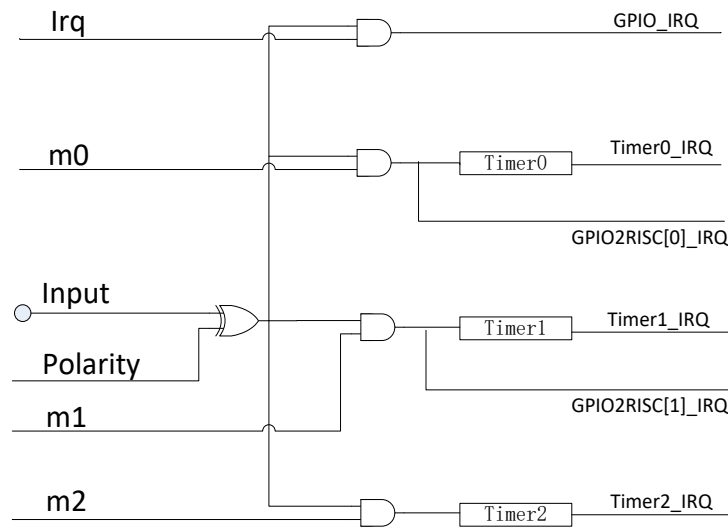 Irq
GPIO_IRQ
m0
Timer0
Timer0_IRQ
GPIO2RISC[0]_IRQ
Input
Timer1
Timer1_IRQ
Polarity
GPIO2RISC[1]_IRQ
m1
m2
Timer2
Timer2_IRQ